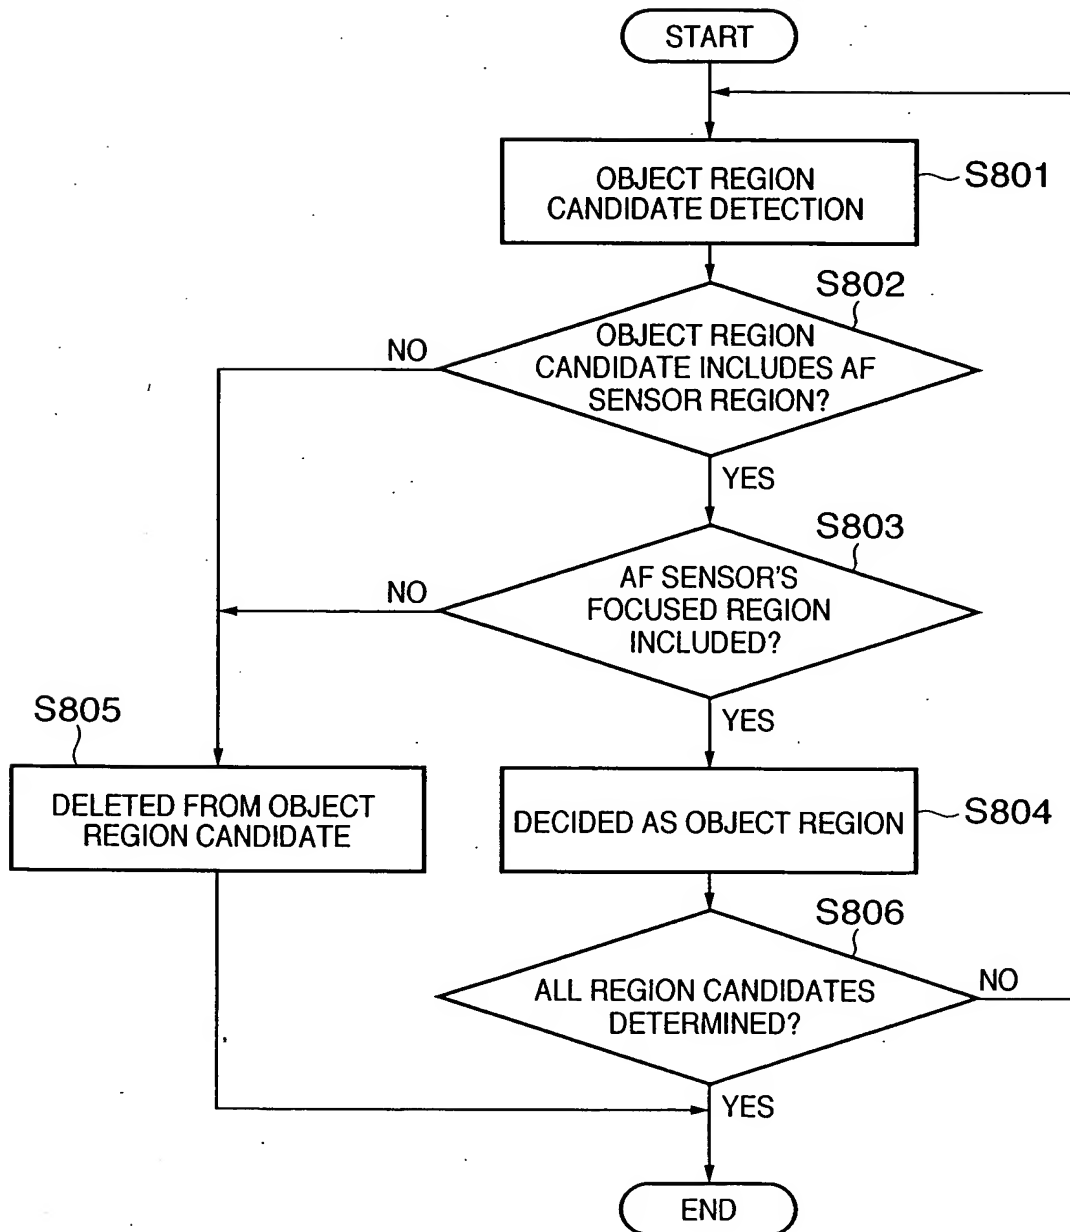 START
OBJECT REGION
CANDIDATE DETECTION
S801
S802
OBJECT REGION
CANDIDATE INCLUDES AF
SENSOR REGION?
NO
YES
S803
AF SENSOR'S
FOCUSED REGION
INCLUDED?
NO
YES
S805
DELETED FROM OBJECT
REGION CANDIDATE
DECIDED AS OBJECT REGION
S804
S806
ALL REGION CANDIDATES
DETERMINED?
NO
YES
END